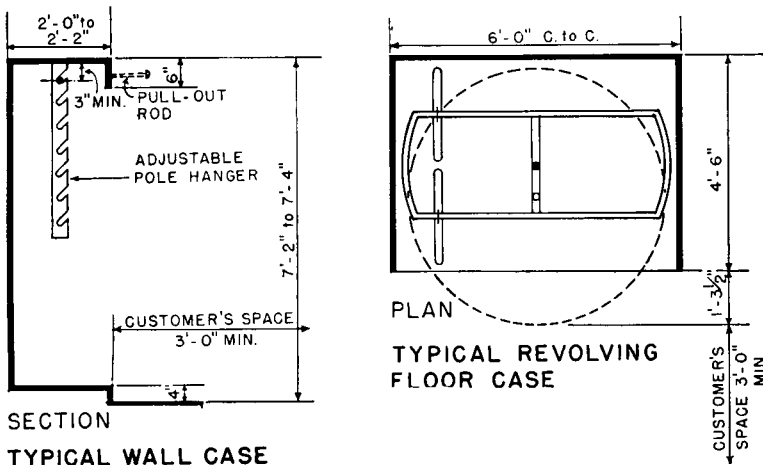 2'-0" to
2'-2"
6"
3" MIN.
PULL-OUT
ROD
ADJUSTABLE
POLE HANGER
7'-2" to 7'-4"
CUSTOMER'S SPACE
3'-0" MIN.
4"
SECTION
TYPICAL WALL CASE
6'-0" C. to C.
4'-6"
1'-3½"
PLAN
TYPICAL REVOLVING
FLOOR CASE
CUSTOMER'S
SPACE 3'-0"
MIN